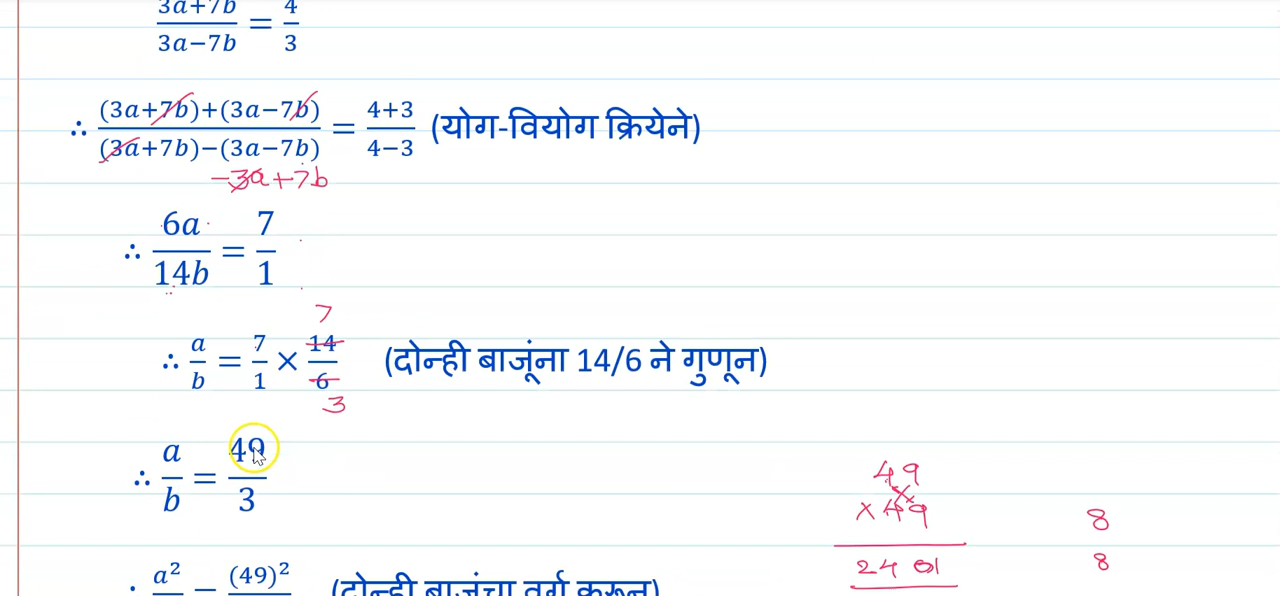 3a+7b / 3a−7b = 4 / 3
∴ (3a+7b)+(3a−7b) / (3a+7b)−(3a−7b) = 4+3 / 4−3 (योग-वियोग क्रियेने)
−3a+7b
∴ 6a / 14b = 7 / 1
7
∴ a / b = 7 / 1 × 14 / 6 (दोन्ही बाजूंना 14/6 ने गुणून)
3
∴ a / b = 49 / 3
49
×49 8
2401 8
∴ a² = (49)² (दोन्ही बाजूंचा वर्ग करून)